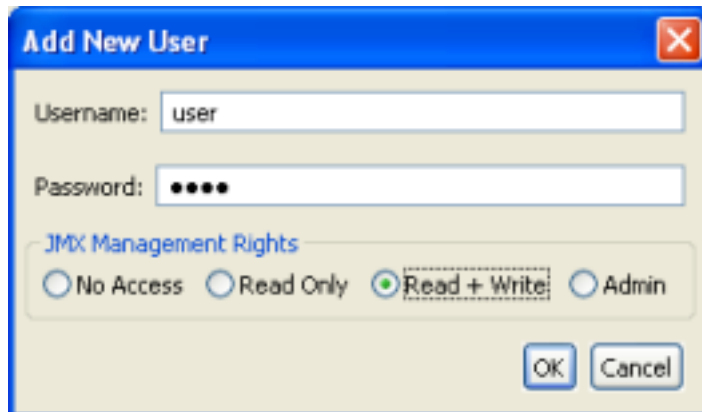 Add New User
Username: user
Password: ●●●●
JMX Management Rights
No Access Read Only Read + Write Admin
OK Cancel